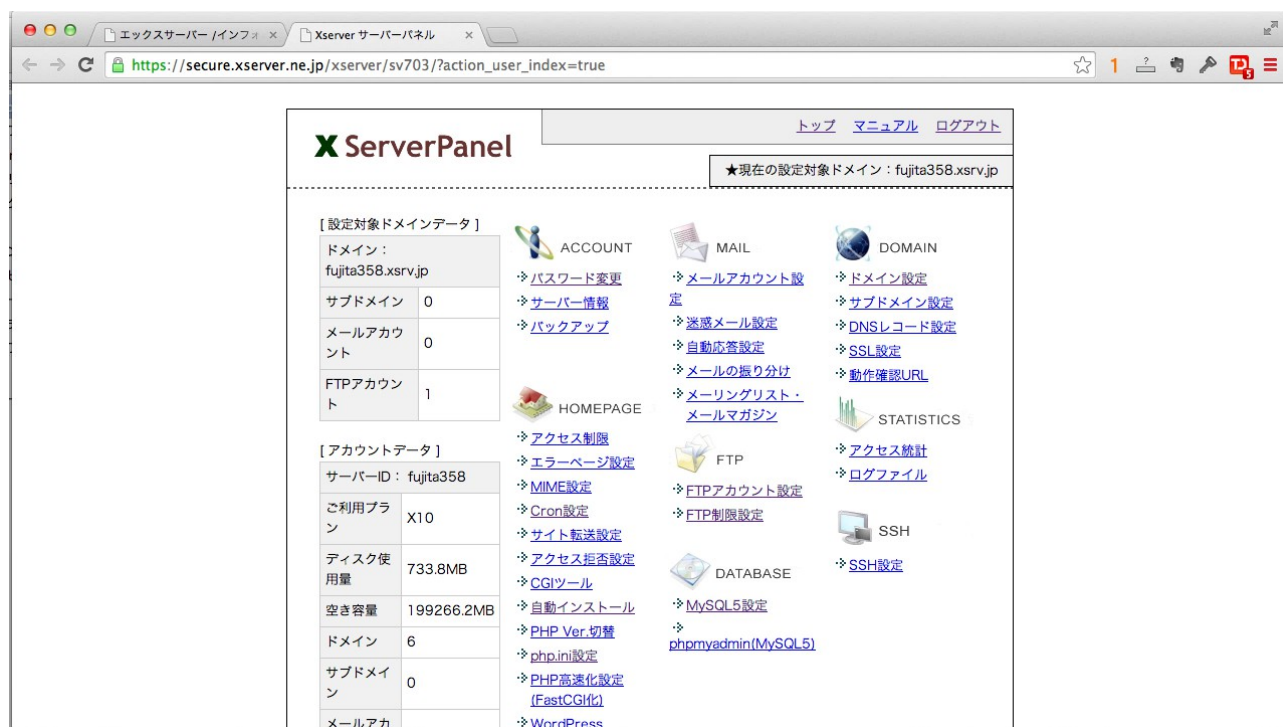 エックスサーバー /インフォ
Xserver サーバーパネル
https://secure.xserver.ne.jp/xserver/sv703/?action_user_index=true
1
?
5
X ServerPanel
トップ マニュアル ログアウト
★現在の設定対象ドメイン：fujita358.xsrv.jp
[ 設定対象ドメインデータ ]
ドメイン：
fujita358.xsrv.jp
サブドメイン 0
メールアカウ
ント
0
FTPアカウン
ト
1
[ アカウントデータ ]
サーバーID： fujita358
ご利用プラ
ン
X10
ディスク使
用量
733.8MB
空き容量 199266.2MB
ドメイン 6
サブドメイ
ン
0
メールアカ
ACCOUNT
パスワード変更
サーバー情報
バックアップ
HOMEPAGE
アクセス制限
エラーページ設定
MIME設定
Cron設定
サイト転送設定
アクセス拒否設定
CGIツール
自動インストール
PHP Ver.切替
php.ini設定
PHP高速化設定
(FastCGI化)
WordPress
MAIL
メールアカウント設
定
迷惑メール設定
自動応答設定
メールの振り分け
メーリングリスト・
メールマガジン
FTP
FTPアカウント設定
FTP制限設定
DATABASE
MySQL5設定
phpmyadmin(MySQL5)
DOMAIN
ドメイン設定
サブドメイン設定
DNSレコード設定
SSL設定
動作確認URL
STATISTICS
アクセス統計
ログファイル
SSH
SSH設定